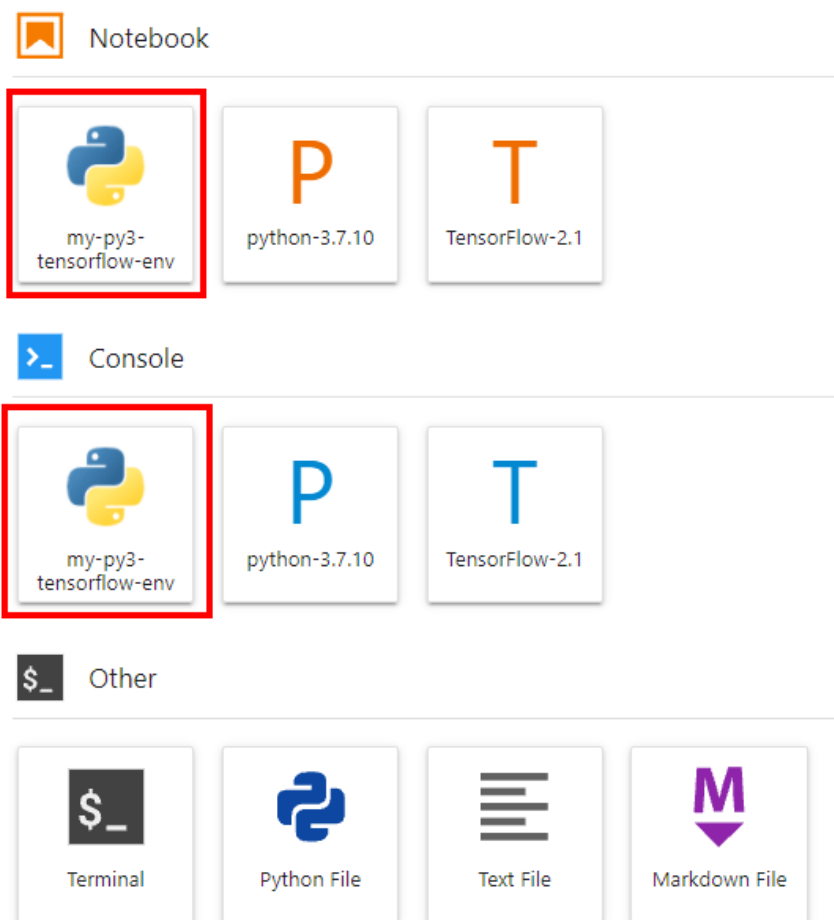 Notebook
my-py3-
tensorflow-env
python-3.7.10
TensorFlow-2.1
Console
my-py3-
tensorflow-env
python-3.7.10
TensorFlow-2.1
$_ Other
$_
M
Terminal
Python File
Text File
Markdown File